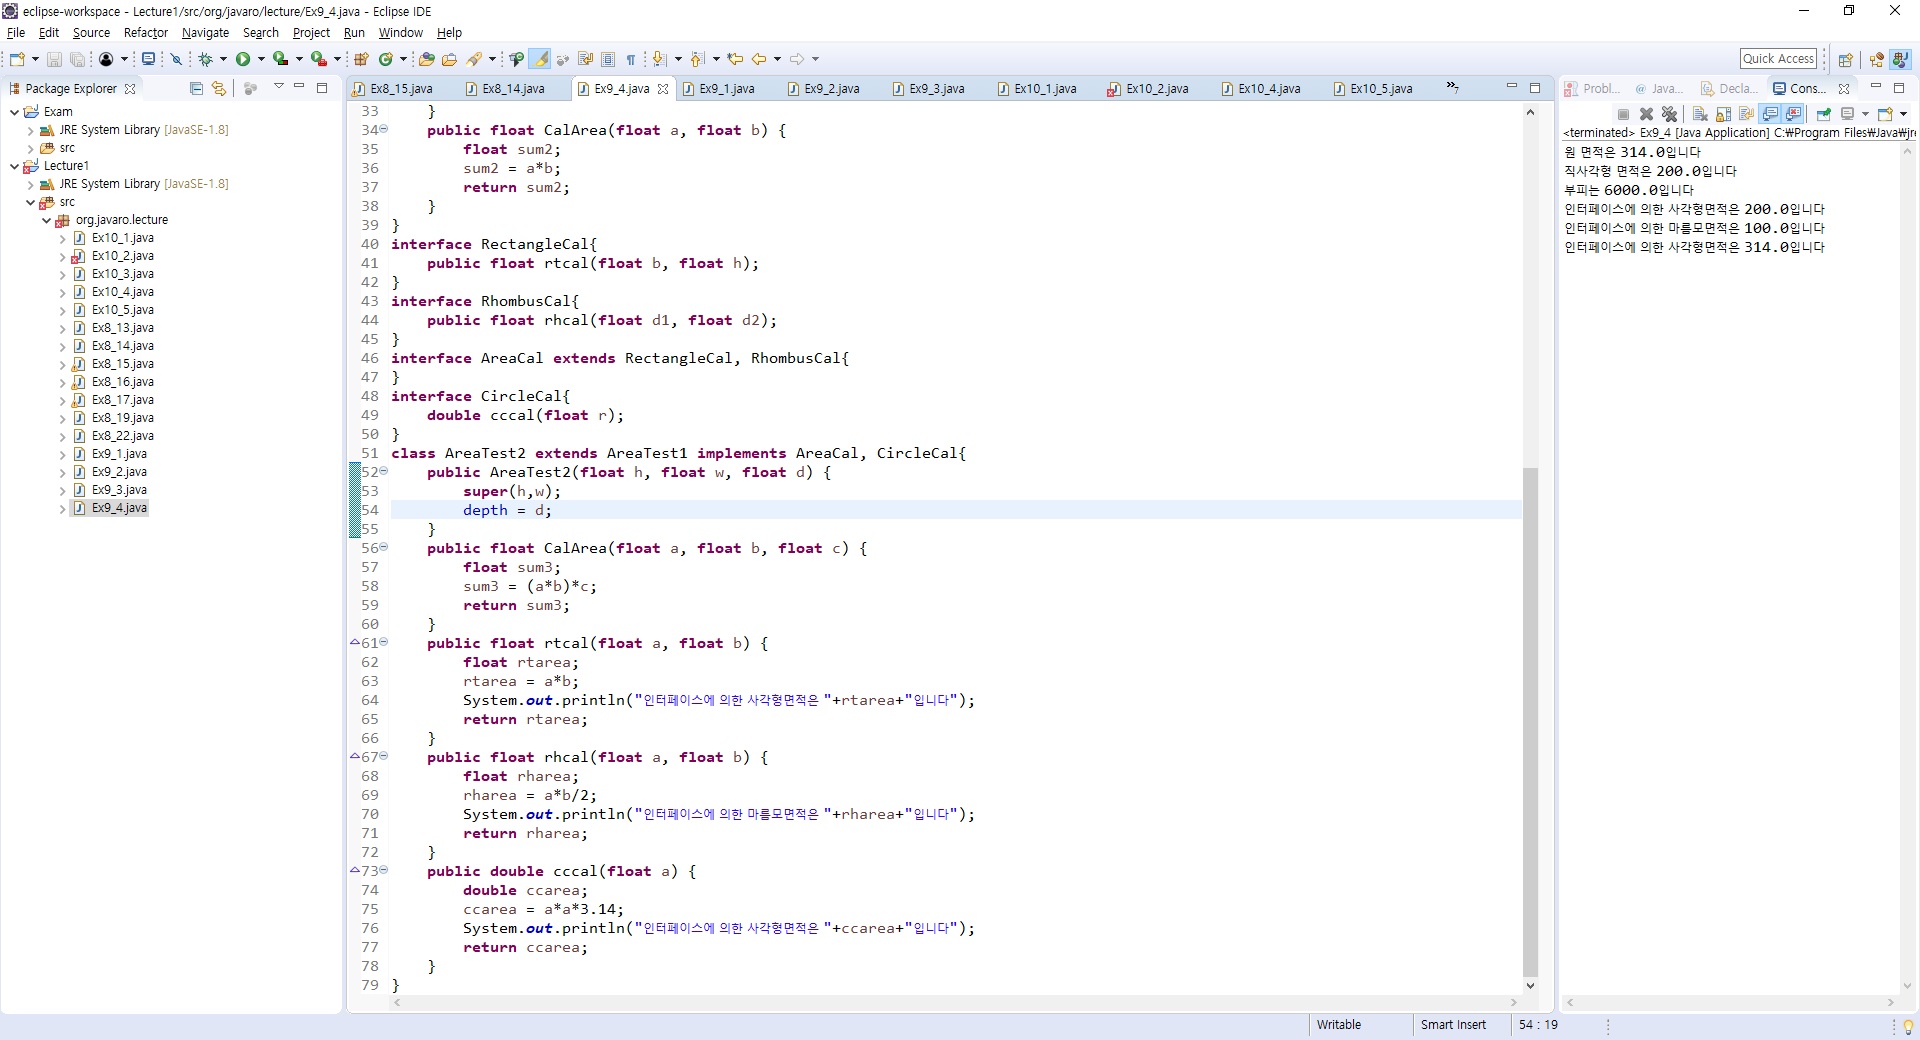 eclipse-workspace - Lecture1/src/org/javaro/lecture/Ex9_4.java - Eclipse IDE
File Edit Source Refactor Navigate Search Project Run Window Help
Quick Access
Package Explorer
Exam
JRE System Library [JavaSE-1.8]
src
Lecture1
JRE System Library [JavaSE-1.8]
src
org.javaro.lecture
Ex10_1.java
Ex10_2.java
Ex10_3.java
Ex10_4.java
Ex10_5.java
Ex8_13.java
Ex8_14.java
Ex8_15.java
Ex8_16.java
Ex8_17.java
Ex8_19.java
Ex8_22.java
Ex9_1.java
Ex9_2.java
Ex9_3.java
Ex9_4.java
Ex8_15.java Ex8_14.java Ex9_4.java Ex9_1.java Ex9_2.java Ex9_3.java Ex10_1.java Ex10_2.java Ex10_4.java Ex10_5.java »7
33 }
34 public float CalArea(float a, float b) {
35 float sum2;
36 sum2 = a*b;
37 return sum2;
38 }
39 }
40 interface RectangleCal{
41 public float rtcal(float b, float h);
42 }
43 interface RhombusCal{
44 public float rhcal(float d1, float d2);
45 }
46 interface AreaCal extends RectangleCal, RhombusCal{
47 }
48 interface CircleCal{
49 double cccal(float r);
50 }
51 class AreaTest2 extends AreaTest1 implements AreaCal, CircleCal{
52 public AreaTest2(float h, float w, float d) {
53 super(h,w);
54 depth = d;
55 }
56 public float CalArea(float a, float b, float c) {
57 float sum3;
58 sum3 = (a*b)*c;
59 return sum3;
60 }
61 public float rtcal(float a, float b) {
62 float rtarea;
63 rtarea = a*b;
64 System.out.println("인터페이스에 의한 사각형면적은 "+rtarea+"입니다");
65 return rtarea;
66 }
67 public float rhcal(float a, float b) {
68 float rharea;
69 rharea = a*b/2;
70 System.out.println("인터페이스에 의한 마름모면적은 "+rharea+"입니다");
71 return rharea;
72 }
73 public double cccal(float a) {
74 double ccarea;
75 ccarea = a*a*3.14;
76 System.out.println("인터페이스에 의한 사각형면적은 "+ccarea+"입니다");
77 return ccarea;
78 }
79 }
Probl... Java... Decla... Cons...
<terminated> Ex9_4 [Java Application] C:₩Program Files₩Java₩jre
원 면적은 314.0입니다
직사각형 면적은 200.0입니다
부피는 6000.0입니다
인터페이스에 의한 사각형면적은 200.0입니다
인터페이스에 의한 마름모면적은 100.0입니다
인터페이스에 의한 사각형면적은 314.0입니다
Writable Smart Insert 54 : 19